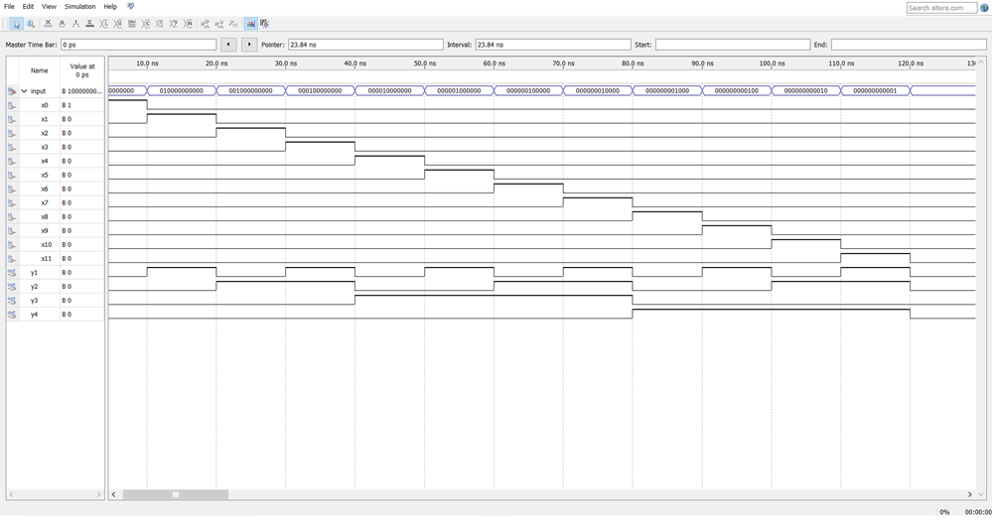 File Edit View Simulation Help
Search altera.com
Master Time Bar: 0 ps Pointer: 23.84 ns Interval: 23.84 ns Start: End:
Name Value at 0 ps
10.0 ns 20.0 ns 30.0 ns 40.0 ns 50.0 ns 60.0 ns 70.0 ns 80.0 ns 90.0 ns 100.0 ns 110.0 ns 120.0 ns
input B 10000000... 0000000 010000000000 001000000000 000100000000 000010000000 000001000000 000000100000 000000010000 000000001000 000000000100 000000000010 000000000001
x0 B 1
x1 B 0
x2 B 0
x3 B 0
x4 B 0
x5 B 0
x6 B 0
x7 B 0
x8 B 0
x9 B 0
x10 B 0
x11 B 0
y1 B 0
y2 B 0
y3 B 0
y4 B 0
0% 00:00:00